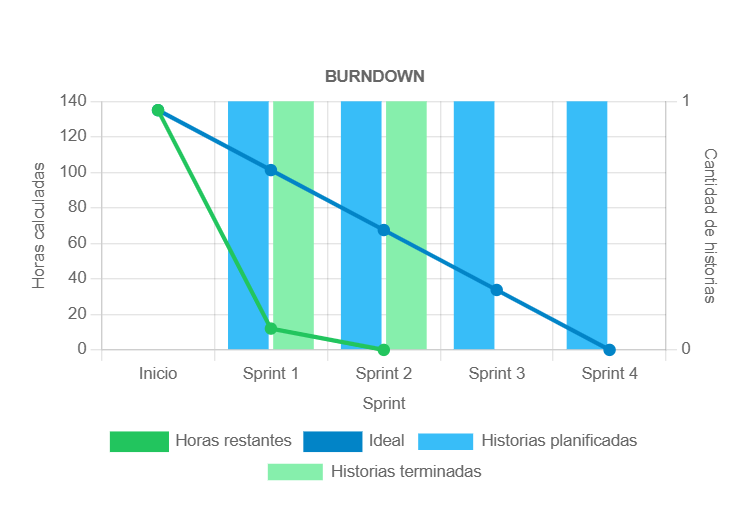 BURNDOWN
140
120
100
80
60
40
20
0
Horas calculadas
1
0
Cantidad de historias
Inicio
Sprint 1
Sprint 2
Sprint 3
Sprint 4
Sprint
Horas restantes
Ideal
Historias planificadas
Historias terminadas